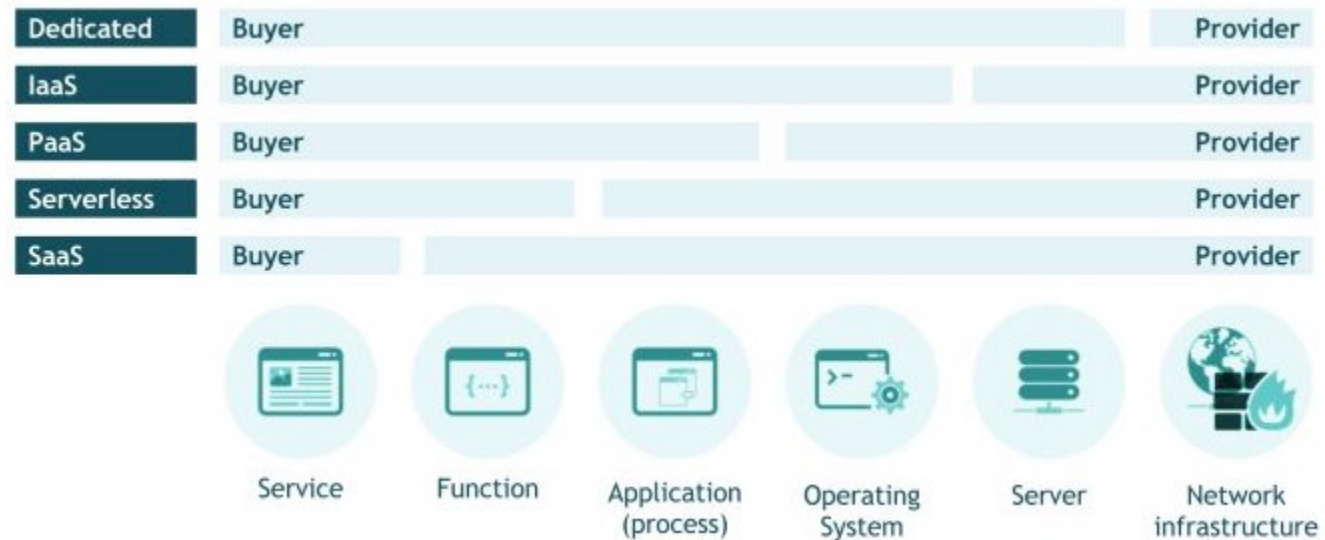 Dedicated Buyer Provider
IaaS Buyer Provider
PaaS Buyer Provider
Serverless Buyer Provider
SaaS Buyer Provider
{...}
>-
Service Function Application Operating Server Network
(process) System infrastructure